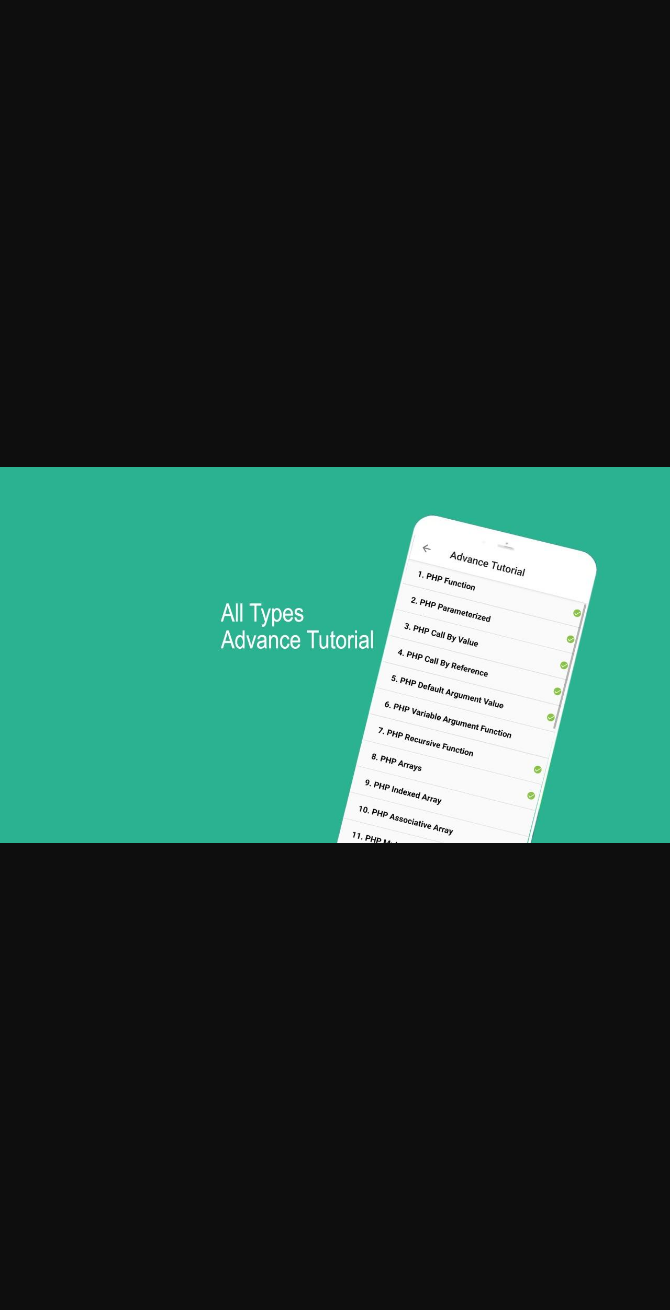 All Types
Advance Tutorial
Advance Tutorial
1. PHP Function
2. PHP Parameterized
3. PHP Call By Value
4. PHP Call By Reference
5. PHP Default Argument Value
6. PHP Variable Argument Function
7. PHP Recursive Function
8. PHP Arrays
9. PHP Indexed Array
10. PHP Associative Array
11. PHP